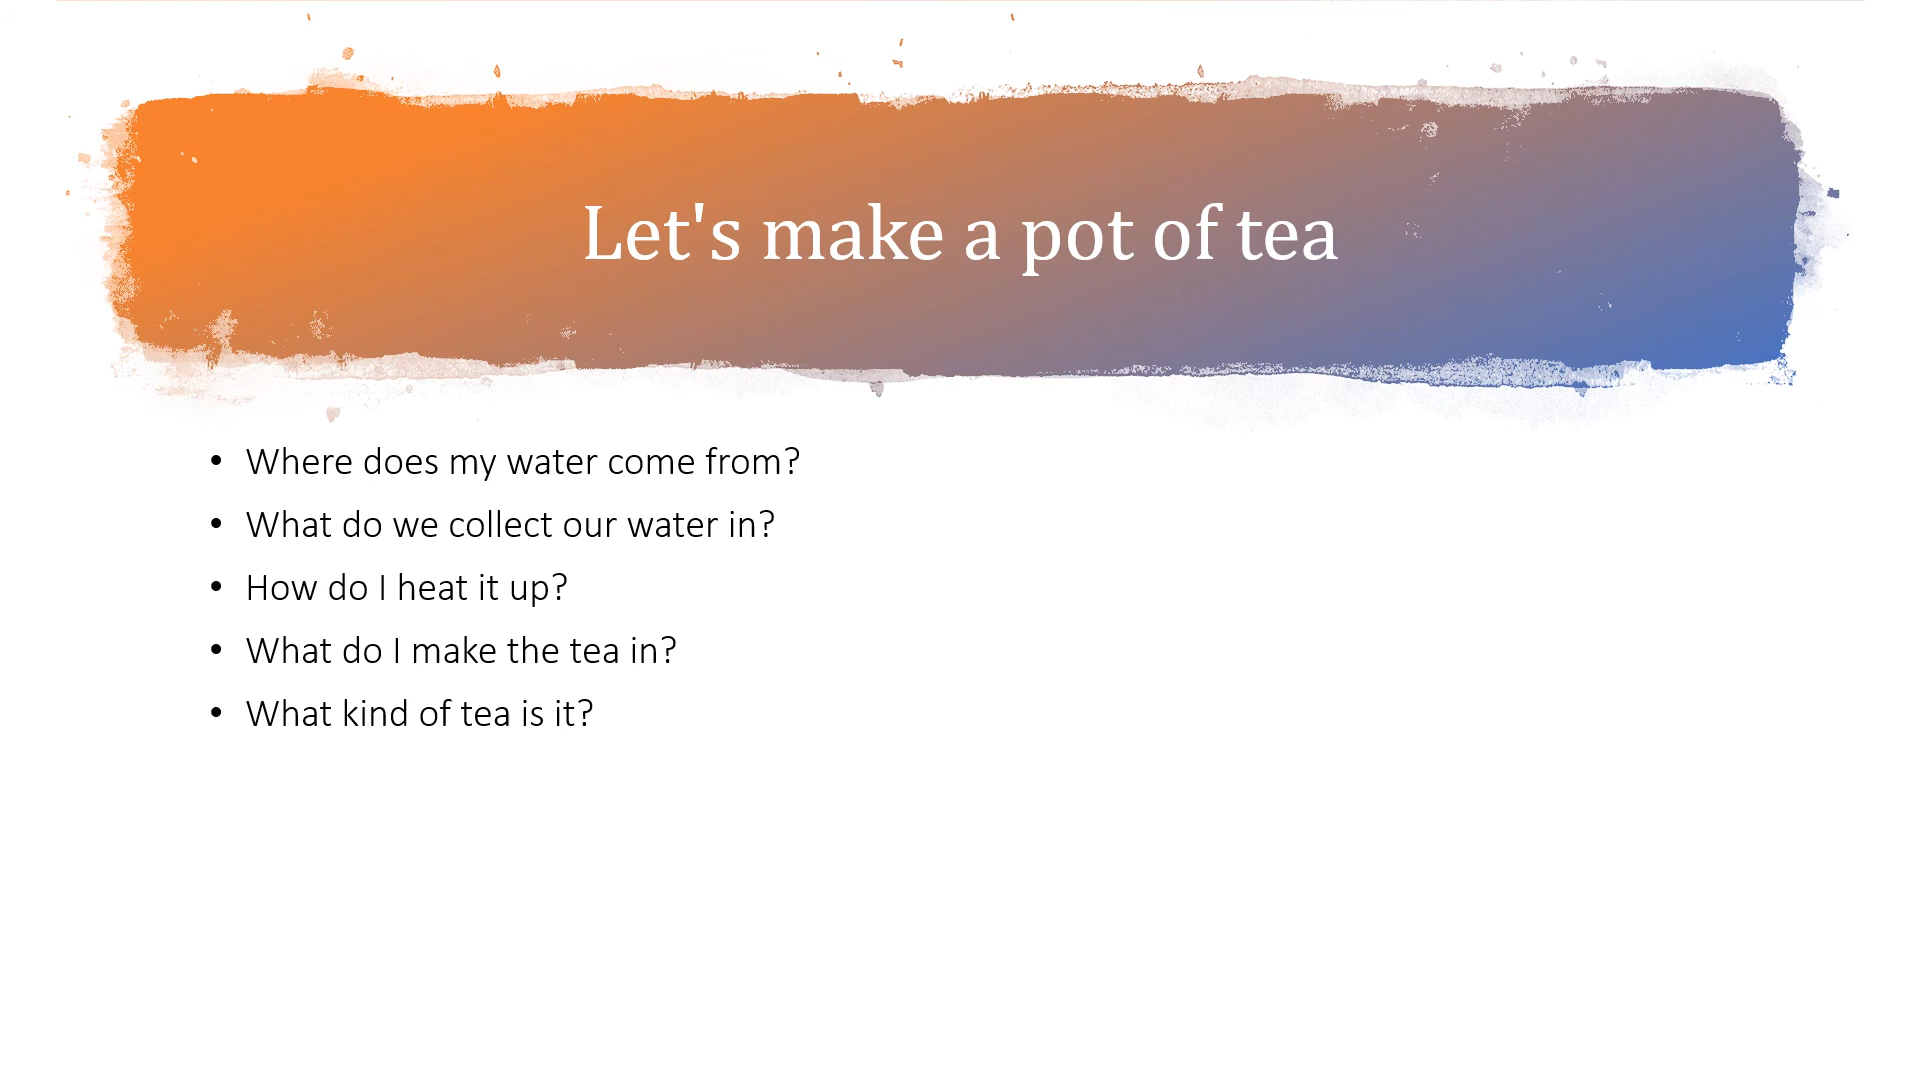 Let's make a pot of tea
• Where does my water come from?
• What do we collect our water in?
• How do I heat it up?
• What do I make the tea in?
• What kind of tea is it?